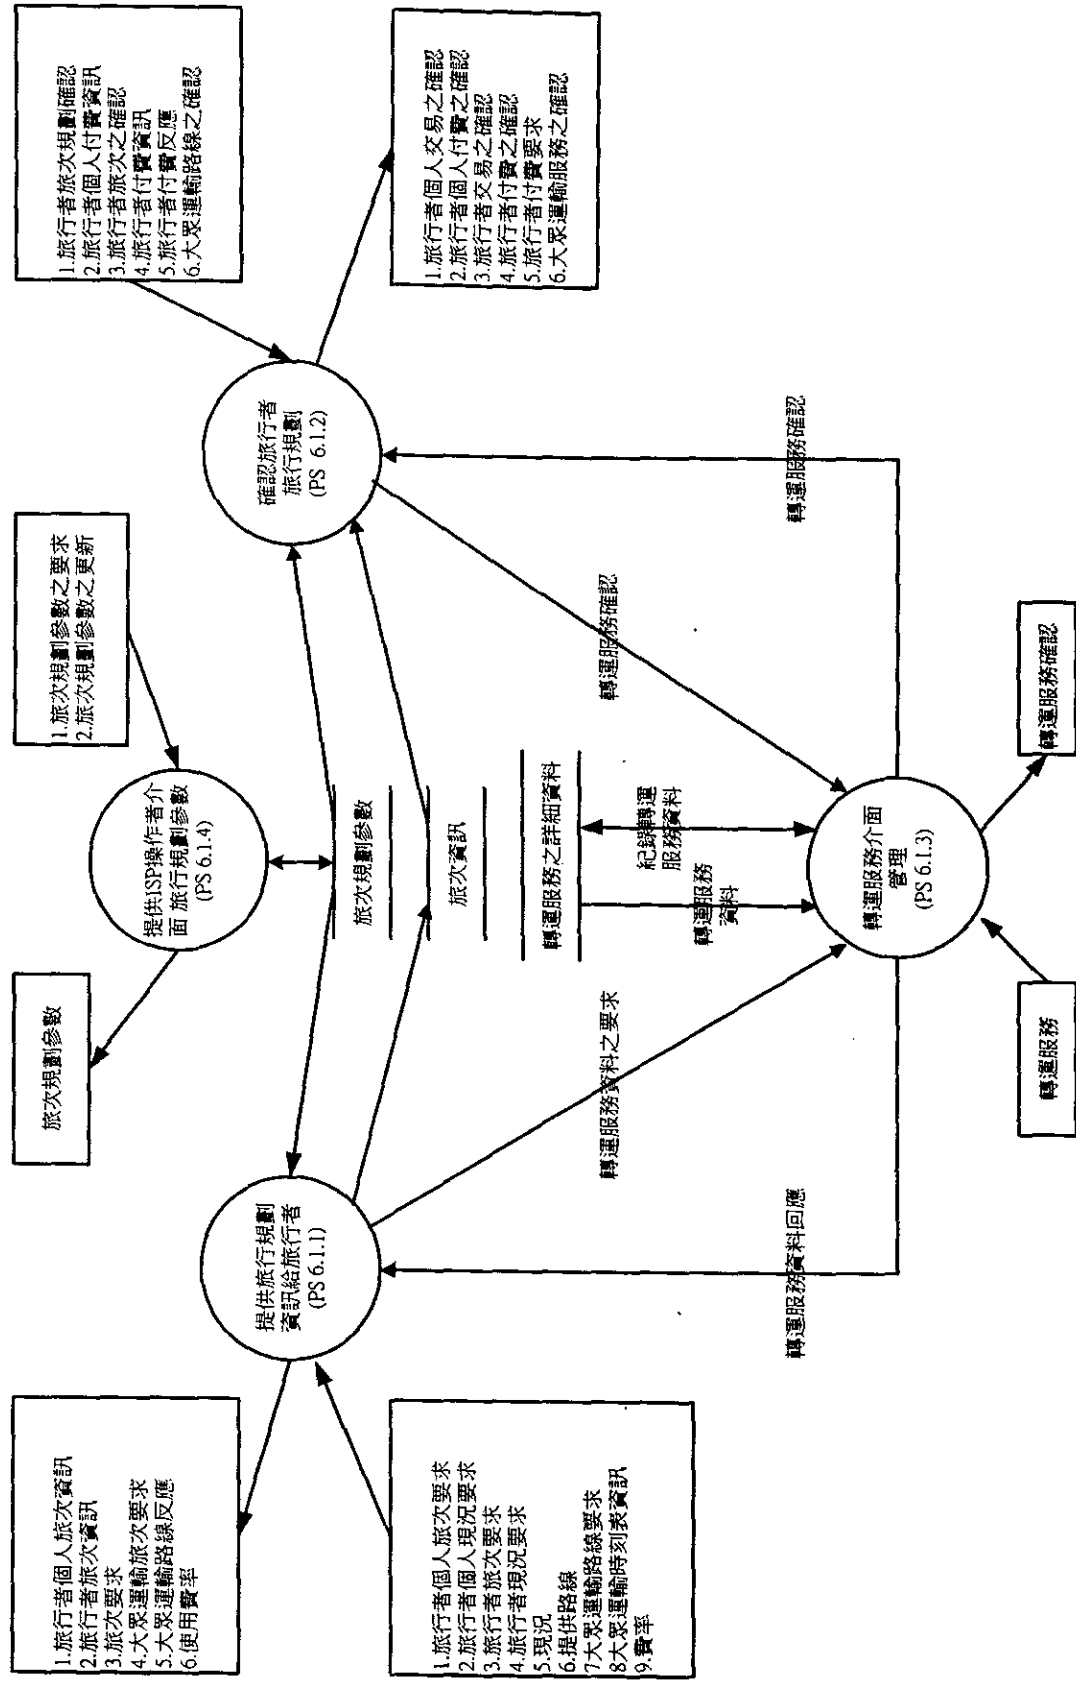 1.旅行者個人旅次資訊
2.旅行者旅次資訊
3.旅次要求
4.大眾運輸旅次要求
5.大眾運輸路線反應
6.使用費率
旅次規劃參數
1.旅次規劃參數之要求
2.旅次規劃參數之更新
1.旅行者旅次規劃確認
2.旅行者個人付費資訊
3.旅行者旅次之確認
4.旅行者付費資訊
5.旅行者付費反應
6.大眾運輸路線之確認
提供ISP操作者介
面 旅行規劃參數
(PS 6.1.4)
提供旅行規劃
資訊給旅行者
(PS 6.1.1)
確認旅行者
旅行規劃
(PS 6.1.2)
旅次規劃參數
旅次資訊
1.旅行者個人旅次要求
2.旅行者個人現況要求
3.旅行者旅次要求
4.旅行者現況要求
5.現況
6.提供路線
7大眾運輸路線要求
8大眾運輸時刻表資訊
9.費率
1.旅行者個人交易之確認
2.旅行者個人付費之確認
3.旅行者交易之確認
4.旅行者付費之確認
5.旅行者付費要求
6.大眾運輸服務之確認
轉運服務之詳細資料
轉運服務資料之要求
轉運服務確認
紀錄轉運
服務資料
轉運服務
資料
轉運服務資料回應
轉運服務確認
轉運服務介面
管理
(PS 6.1.3)
轉運服務
轉運服務確認